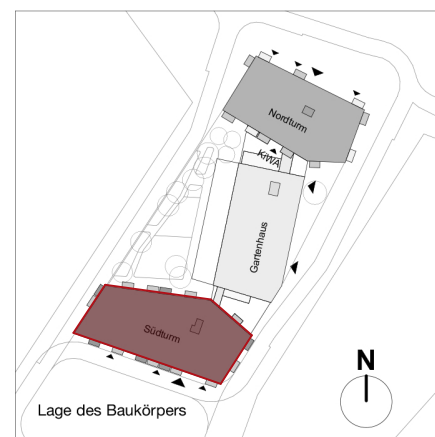 Nordturm
KIWA
Gartenhaus
Südturm
N
Lage des Baukörpers